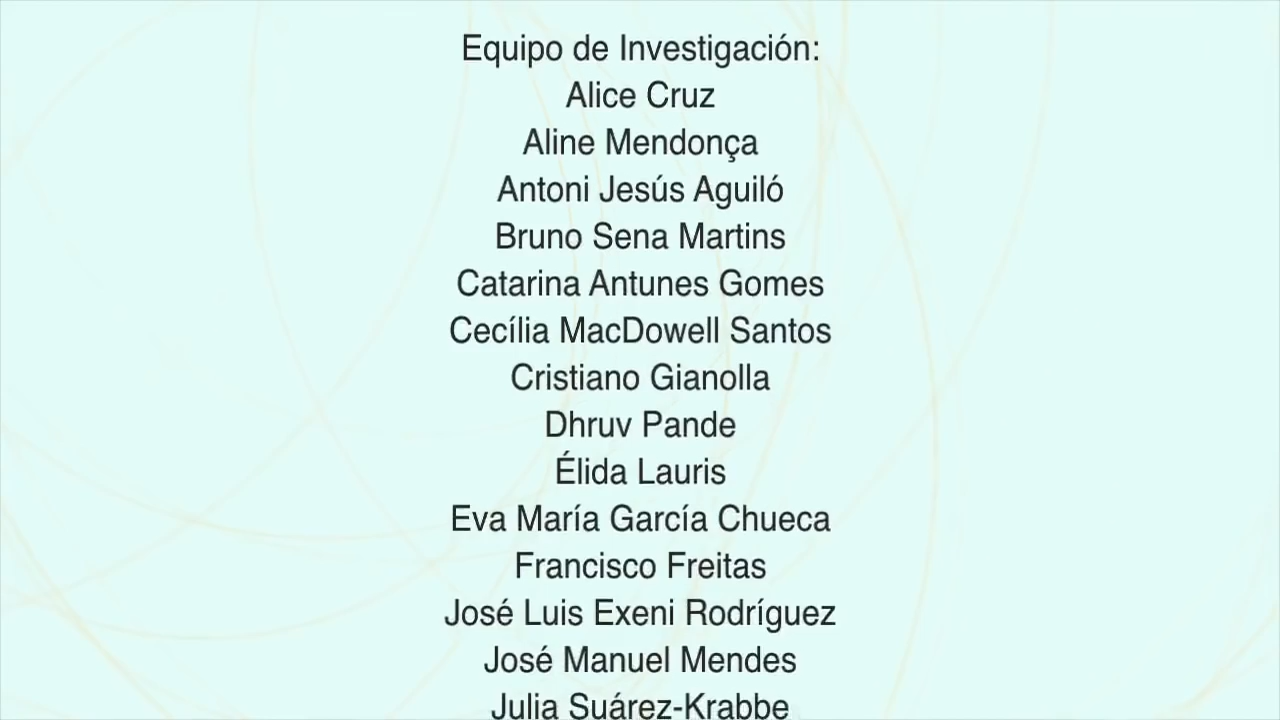 Equipo de Investigación:
Alice Cruz
Aline Mendonça
Antoni Jesús Aguiló
Bruno Sena Martins
Catarina Antunes Gomes
Cecília MacDowell Santos
Cristiano Gianolla
Dhruv Pande
Élida Lauris
Eva María García Chueca
Francisco Freitas
José Luis Exeni Rodríguez
José Manuel Mendes
Julia Suárez-Krabbe